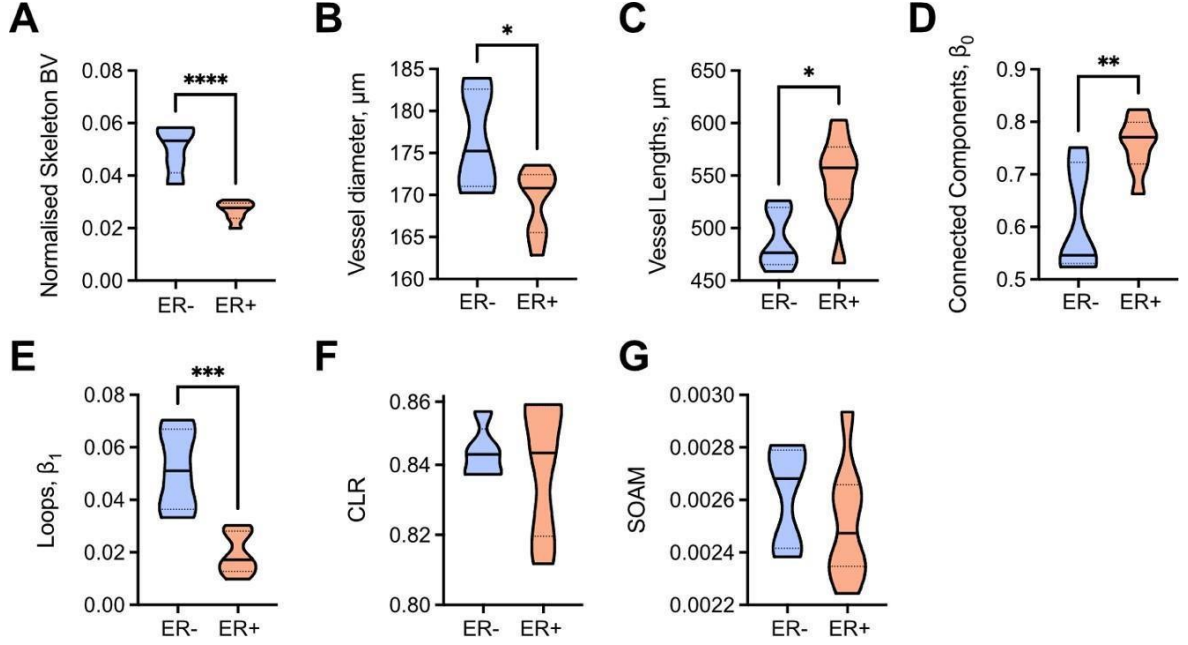 A
Normalised Skeleton BV
0.08
0.06
0.04
0.02
0.00
****
ER- ER+
B
Vessel diameter, µm
185
180
175
170
165
160
*
ER- ER+
C
Vessel Lengths, µm
650
600
550
500
450
*
ER- ER+
D
Connected Components, β0
0.9
0.8
0.7
0.6
0.5
**
ER- ER+
E
Loops, β1
0.08
0.06
0.04
0.02
0.00
***
ER- ER+
F
CLR
0.86
0.84
0.82
0.80
ER- ER+
G
SOAM
0.0030
0.0028
0.0026
0.0024
0.0022
ER- ER+